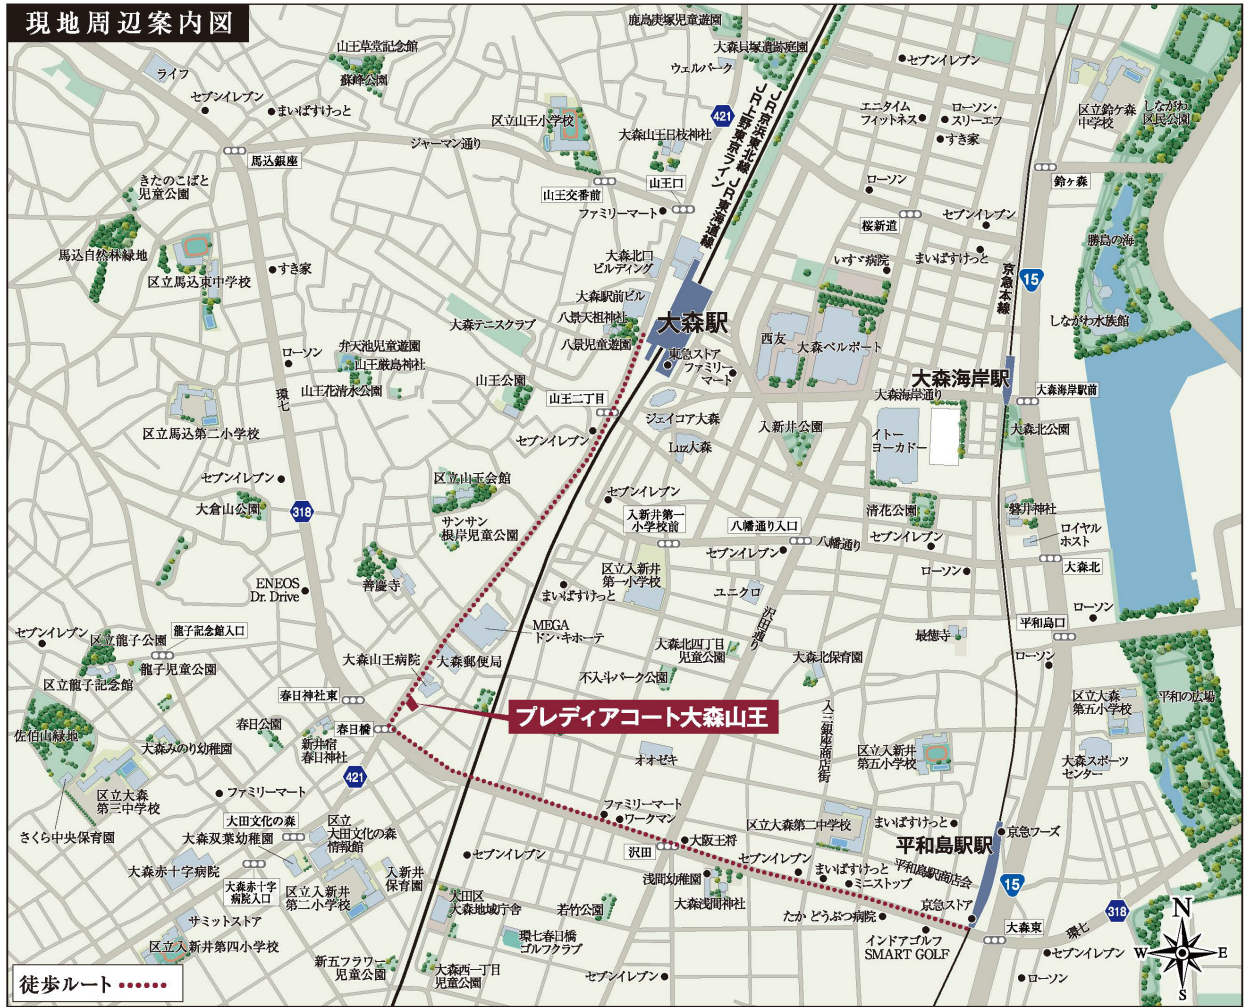 現地周辺案内図
鹿島庚塚児童遊園
421
大森貝塚遺跡庭園
山王草堂記念館
蘇峰公園
ウェルパーク
セブンイレブン
ライフ
セブンイレブン
まいばすけっと
区立山王小学校
大森山王日枝神社
JR京浜東北線 JR東海道線
JR上野東京ライン
エニタイム
フィットネス
ローソン・
スリーエフ
すき家
区立鈴ケ森
中学校
しながわ
区民公園
421
ジャーマン通り
馬込銀座
山王交番前
山王口
ファミリーマート
ローソン
鈴ヶ森
きたのこばと
児童公園
桜新道
セブンイレブン
馬込自然林緑地
区立馬込東中学校
すき家
大森北口
ビルディング
いすゞ病院
まいばすけっと
京急本線
15
勝島の海
しながわ水族館
大森テニスクラブ
大森駅前ビル
八景天祖神社
八景児童遊園
大森駅
西友
大森ベルポート
ローソン
弁天池児童遊園
山王厳島神社
山王花清水公園
環七
山王公園
山王二丁目
東急ストア
ファミリー
マート
大森海岸駅
大森海岸通り
大森海岸駅前
区立馬込第二小学校
セブンイレブン
ジェイコア大森
Luz大森
入新井公園
イトー
ヨーカドー
大森北公園
セブンイレブン
大倉山公園
318
区立山王会館
サンサン
根岸児童公園
セブンイレブン
入新井第一
小学校前
八幡通り入口
セブンイレブン
八幡通り
清花公園
セブンイレブン
磐井神社
ロイヤル
ホスト
大森北
ENEOS
Dr. Drive
善慶寺
まいばすけっと
区立入新井
第一小学校
ユニクロ
ローソン
ローソン
平和島口
セブンイレブン
区立龍子公園
龍子記念館入口
龍子児童公園
区立龍子記念館
MEGA
ドン・キホーテ
大森山王病院
大森郵便局
大森北四丁目
児童公園
沢田通り
大森北保育園
最徳寺
ローソン
不入斗パーク公園
春日神社東
春日橋
プレディアコート大森山王
入三銀座商店街
区立大森
第五小学校
平和の広場
佐伯山緑地
大森みのり幼稚園
春日公園
新井宿
春日神社
421
オオゼキ
区立入新井
第五小学校
大森スポーツ
センター
区立大森
第三中学校
さくら中央保育園
ファミリーマート
大田文化の森
大森双葉幼稚園
区立
大田文化の森
情報館
ファミリーマート
ワークマン
沢田
大阪王将
区立大森第二中学校
まいばすけっと
平和島駅
京急フーズ
大森赤十字病院
大森赤十字
病院入口
区立入新井
第二小学校
入新井
保育園
セブンイレブン
セブンイレブン
まいばすけっと
ミニストップ
平和島駅商店会
15
浅間幼稚園
大森浅間神社
サミットストア
区立入新井第四小学校
大田区
大森地域庁舎
若竹公園
環七春日橋
ゴルフクラブ
たか どうぶつ病院
京急ストア
インドアゴルフ
SMART GOLF
大森東
環七
318
セブンイレブン
ローソン
新五フラワー
児童公園
大森西一丁目
児童公園
セブンイレブン
N
W
E
S
徒歩ルート